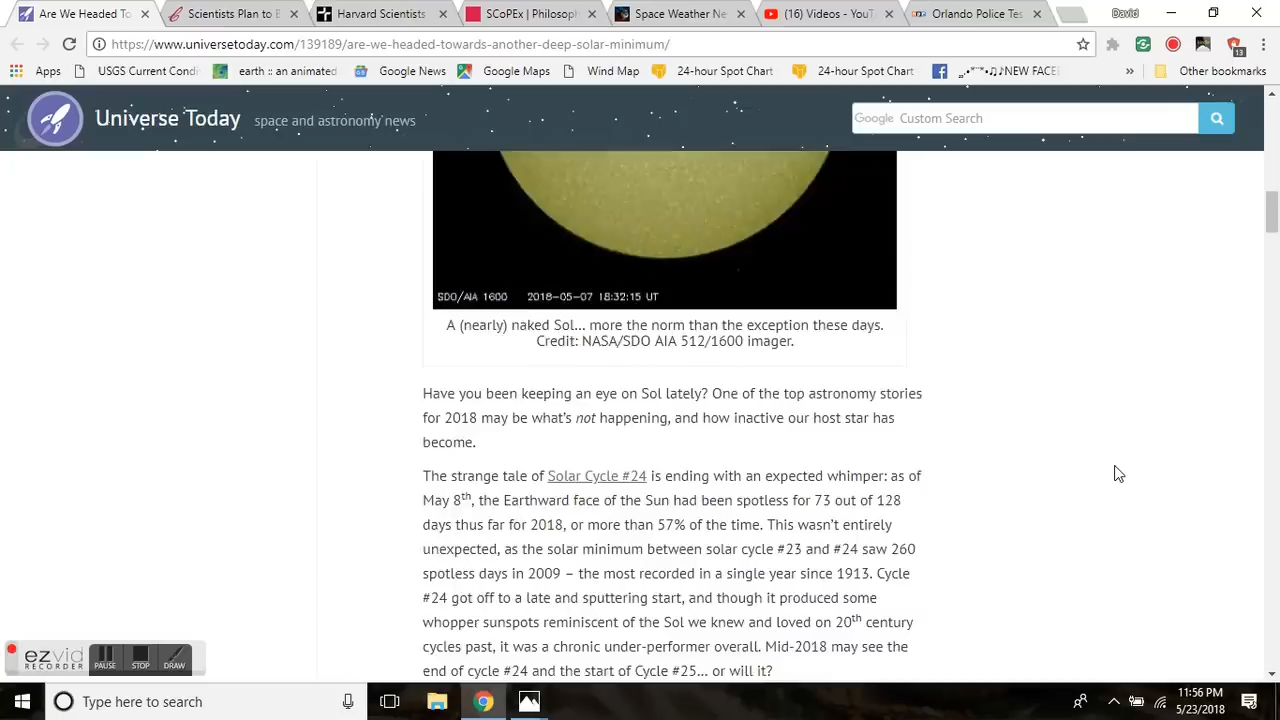 Are We Headed To
Scientists Plan to B
Harvard Scientists
SCoPEx | Philosoph
Space Weather Ne
(16) Videos - YouT
Orlando Police Tes
David
https://www.universetoday.com/139189/are-we-headed-towards-another-deep-solar-minimum/
13
Apps
USGS Current Cond
earth :: an animated
Google News
Google Maps
Wind Map
24-hour Spot Chart
24-hour Spot Chart
NEW FACE
»
Other bookmarks
Universe Today
space and astronomy news
Google Custom Search
SDO/AIA 1600 2018-05-07 18:32:15 UT
A (nearly) naked Sol... more the norm than the exception these days.
Credit: NASA/SDO AIA 512/1600 imager.
Have you been keeping an eye on Sol lately? One of the top astronomy stories
for 2018 may be what's not happening, and how inactive our host star has
become.
The strange tale of Solar Cycle #24 is ending with an expected whimper: as of
May 8th, the Earthward face of the Sun had been spotless for 73 out of 128
days thus far for 2018, or more than 57% of the time. This wasn't entirely
unexpected, as the solar minimum between solar cycle #23 and #24 saw 260
spotless days in 2009 – the most recorded in a single year since 1913. Cycle
#24 got off to a late and sputtering start, and though it produced some
whopper sunspots reminiscent of the Sol we knew and loved on 20th century
cycles past, it was a chronic under-performer overall. Mid-2018 may see the
end of cycle #24 and the start of Cycle #25... or will it?
ezvid
RECORDER
PAUSE
STOP
DRAW
Type here to search
11:56 PM
5/23/2018